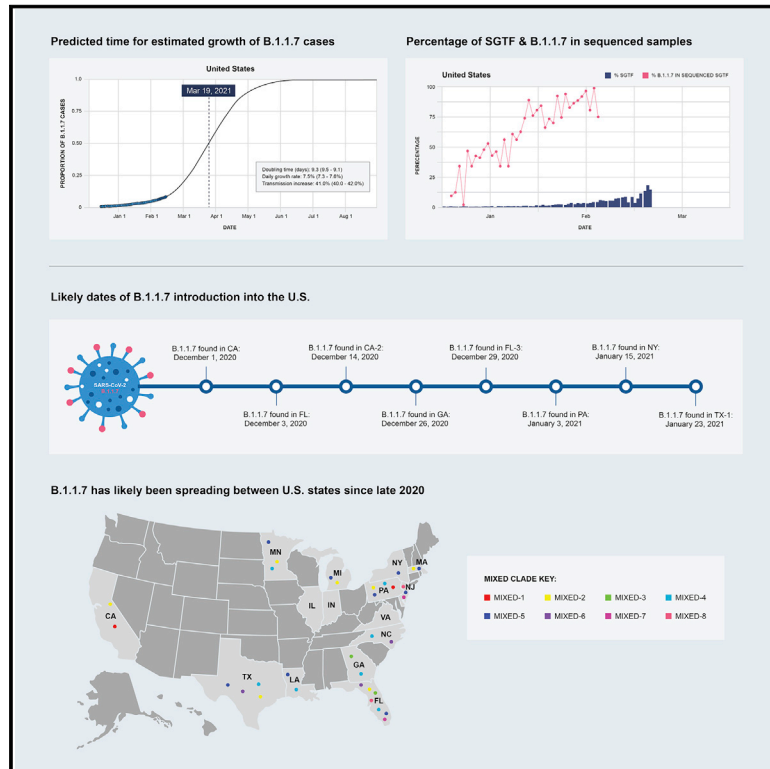 Predicted time for estimated growth of B.1.1.7 cases
United States
Mar 19, 2021
PROPORTION OF B.1.1.7 CASES
1.0
0.75
0.50
0.25
0
Doubling time (days): 9.3 (9.5 - 9.1)
Daily growth rate: 7.5% (7.3 - 7.6%)
Transmission increase: 41.0% (40.0 - 42.0%)
Jan 1 Feb 1 Mar 1 Apr 1 May 1 Jun 1 Jul 1 Aug 1
DATE
Percentage of SGTF & B.1.1.7 in sequenced samples
United States
% SGTF % B.1.1.7 IN SEQUENCED SGTF
PERECENTAGE
100
75
50
25
0
Jan Feb Mar
DATE
Likely dates of B.1.1.7 introduction into the U.S.
SARS-CoV-2
B.1.1.7
B.1.1.7 found in CA:
December 1, 2020
B.1.1.7 found in FL:
December 3, 2020
B.1.1.7 found in CA-2:
December 14, 2020
B.1.1.7 found in GA:
December 26, 2020
B.1.1.7 found in FL-3:
December 29, 2020
B.1.1.7 found in PA:
January 3, 2021
B.1.1.7 found in NY:
January 15, 2021
B.1.1.7 found in TX-1:
January 23, 2021
B.1.1.7 has likely been spreading between U.S. states since late 2020
MN
MI
NY
MA
PA
NJ
IL
IN
CA
VA
NC
GA
TX
LA
FL
MIXED CLADE KEY:
MIXED-1 MIXED-2 MIXED-3 MIXED-4
MIXED-5 MIXED-6 MIXED-7 MIXED-8